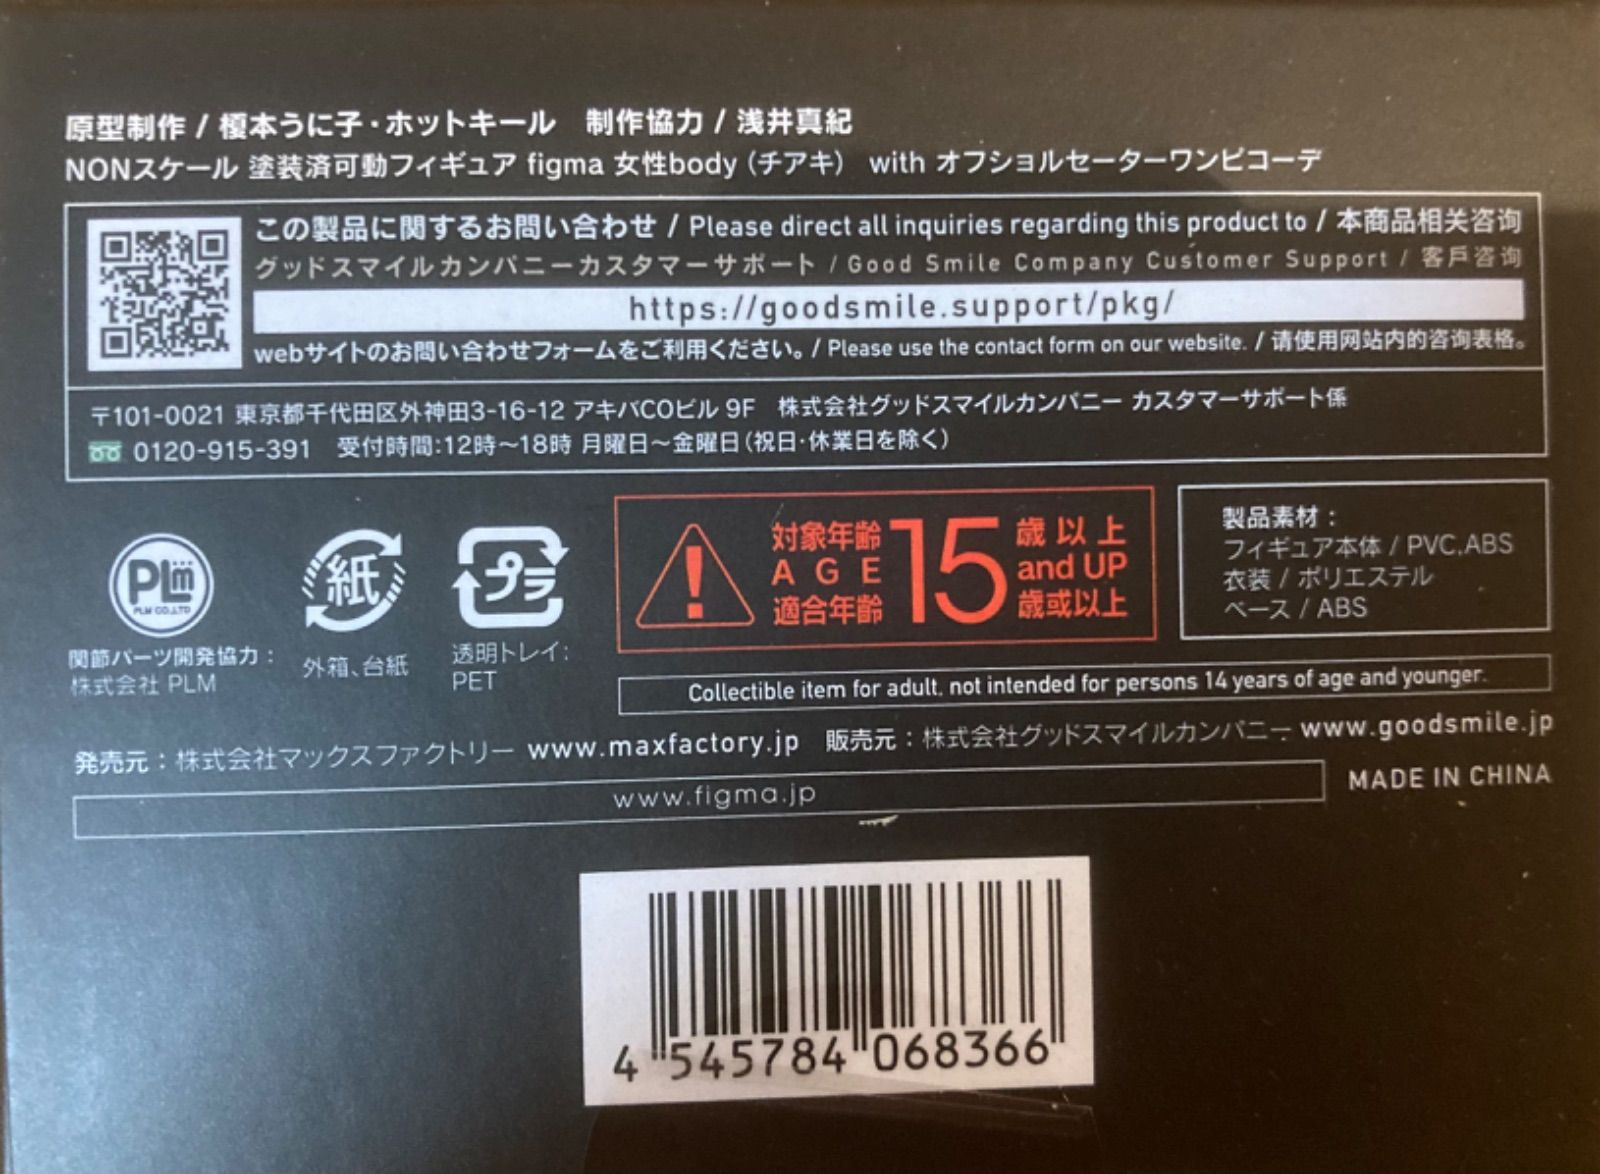 原型制作 / 榎本うに子・ホットキール　制作協力 / 浅井真紀
NONスケール 塗装済可動フィギュア figma 女性body（チアキ） with オフショルセーターワンピコーデ
この製品に関するお問い合わせ / Please direct all inquiries regarding this product to / 本商品相关咨询
グッドスマイルカンパニーカスタマーサポート / Good Smile Company Customer Support / 客戶咨询
https://goodsmile.support/pkg/
webサイトのお問い合わせフォームをご利用ください。/ Please use the contact form on our website. / 请使用网站内的咨询表格。
〒101-0021 東京都千代田区外神田3-16-12 アキバCOビル 9F　株式会社グッドスマイルカンパニー カスタマーサポート係
0120-915-391　受付時間:12時～18時 月曜日～金曜日（祝日・休業日を除く）
PLM
PLM CO.,LTD
関節パーツ開発協力：
株式会社 PLM
紙
外箱、台紙
プラ
透明トレイ:
PET
対象年齢 15 歳以上
AGE and UP
適合年齢 歳或以上
製品素材：
フィギュア本体 / PVC,ABS
衣装 / ポリエステル
ベース / ABS
Collectible item for adult, not intended for persons 14 years of age and younger.
発売元：株式会社マックスファクトリー www.maxfactory.jp　販売元：株式会社グッドスマイルカンパニー www.goodsmile.jp
www.figma.jp
MADE IN CHINA
4 545784 068366